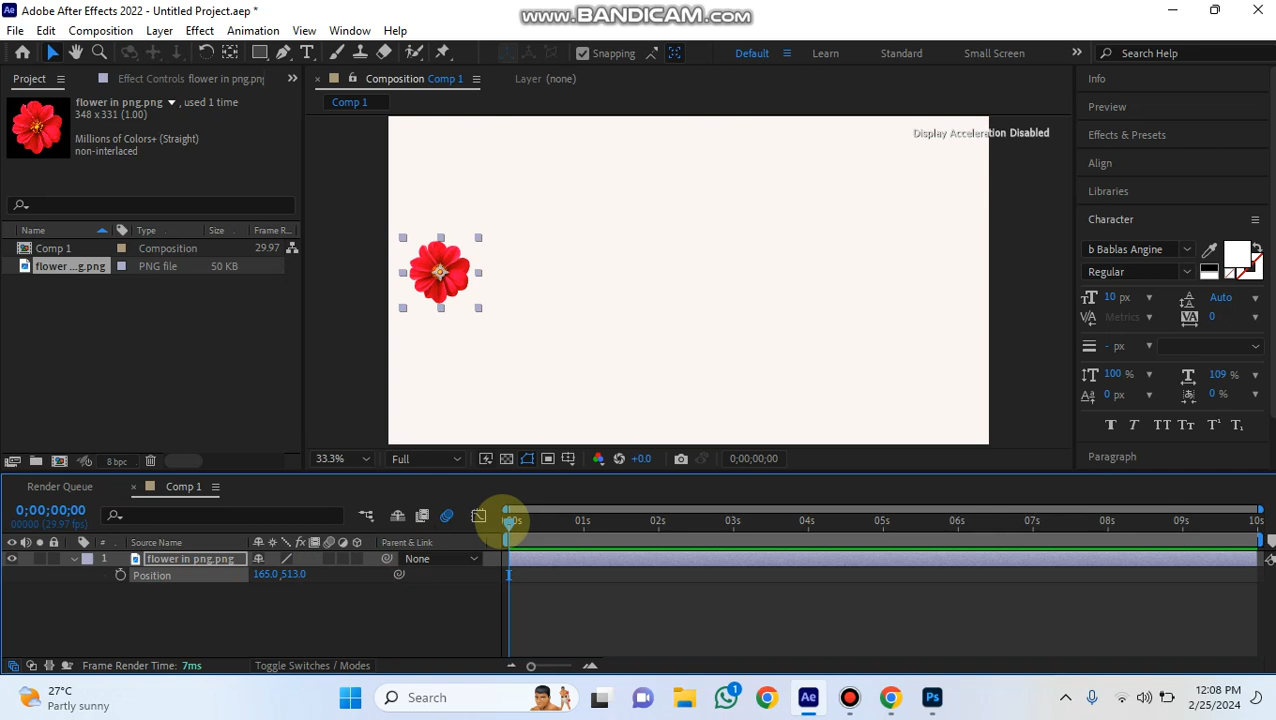 Adobe After Effects 2022 - Untitled Project.aep *
www.BANDICAM.com
File Edit Composition Layer Effect Animation View Window Help
Snapping
Default
Learn
Standard
Small Screen
Search Help
Project
Effect Controls flower in png.png
Composition Comp 1
Layer (none)
Comp 1
flower in png.png , used 1 time
348 x 331 (1.00)
Millions of Colors+ (Straight)
non-interlaced
Name Type Size Frame R...
Comp 1 Composition 29.97
flower ...g.png PNG file 50 KB
Display Acceleration Disabled
Info
Preview
Effects & Presets
Align
Libraries
Character
b Bablas Angine
Regular
10 px Auto
Metrics 0
- px
100 % 109 %
0 px 0 %
T T TT Tt T¹ T₁
Paragraph
8 bpc
33.3% Full +0.0 0;00;00;00
Render Queue
Comp 1
0;00;00;00
00000 (29.97 fps)
:00s 01s 02s 03s 04s 05s 06s 07s 08s 09s 10s
# Source Name Parent & Link
1 flower in png.png None
Position 165.0,513.0
Frame Render Time: 7ms
Toggle Switches / Modes
27°C
Partly sunny
Search
1
Ae
Ps
12:08 PM
2/25/2024